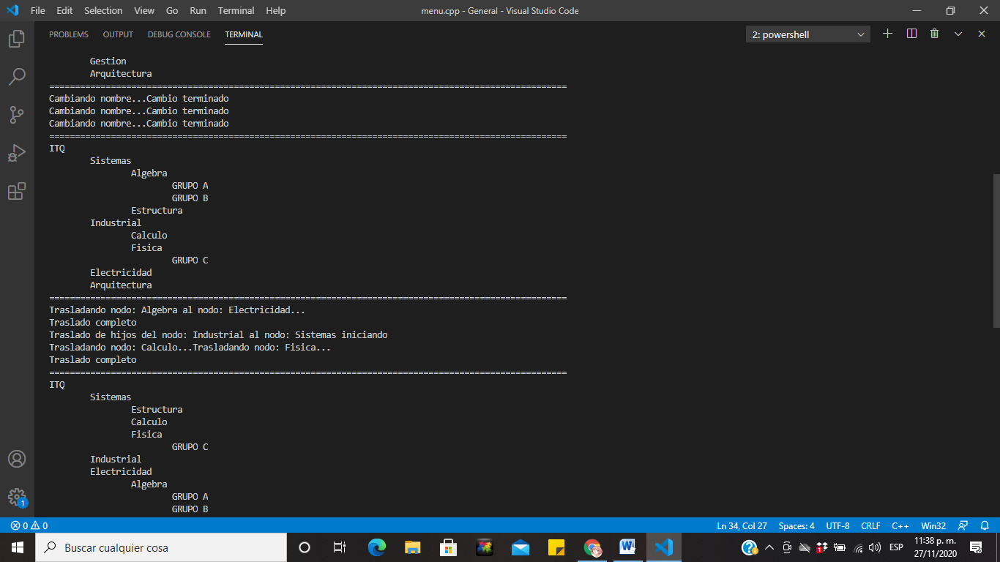 File Edit Selection View Go Run Terminal Help menu.cpp - General - Visual Studio Code
PROBLEMS OUTPUT DEBUG CONSOLE TERMINAL 2: powershell
Gestion
Arquitectura
=====================================================================================================
Cambiando nombre...Cambio terminado
Cambiando nombre...Cambio terminado
Cambiando nombre...Cambio terminado
=====================================================================================================
ITQ
Sistemas
Algebra
GRUPO A
GRUPO B
Estructura
Industrial
Calculo
Fisica
GRUPO C
Electricidad
Arquitectura
=====================================================================================================
Trasladando nodo: Algebra al nodo: Electricidad...
Traslado completo
Traslado de hijos del nodo: Industrial al nodo: Sistemas iniciando
Trasladando nodo: Calculo...Trasladando nodo: Fisica...
Traslado completo
=====================================================================================================
ITQ
Sistemas
Estructura
Calculo
Fisica
GRUPO C
Industrial
Electricidad
Algebra
GRUPO A
GRUPO B
1
0 0 Ln 34, Col 27 Spaces: 4 UTF-8 CRLF C++ Win32
Buscar cualquier cosa ESP 11:38 p. m.
27/11/2020